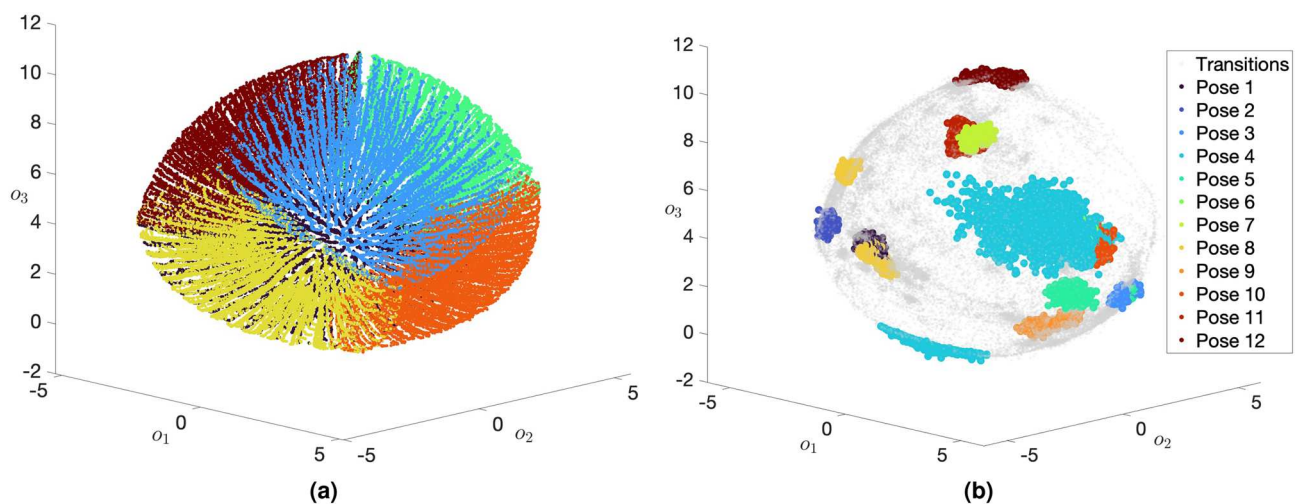 12
10
8
6
o3
4
2
0
-2
-5
0
o1
5
-5
0
o2
5
(a)
12
10
8
6
o3
4
2
0
-2
-5
0
o1
5
-5
0
o2
5
Transitions
Pose 1
Pose 2
Pose 3
Pose 4
Pose 5
Pose 6
Pose 7
Pose 8
Pose 9
Pose 10
Pose 11
Pose 12
(b)